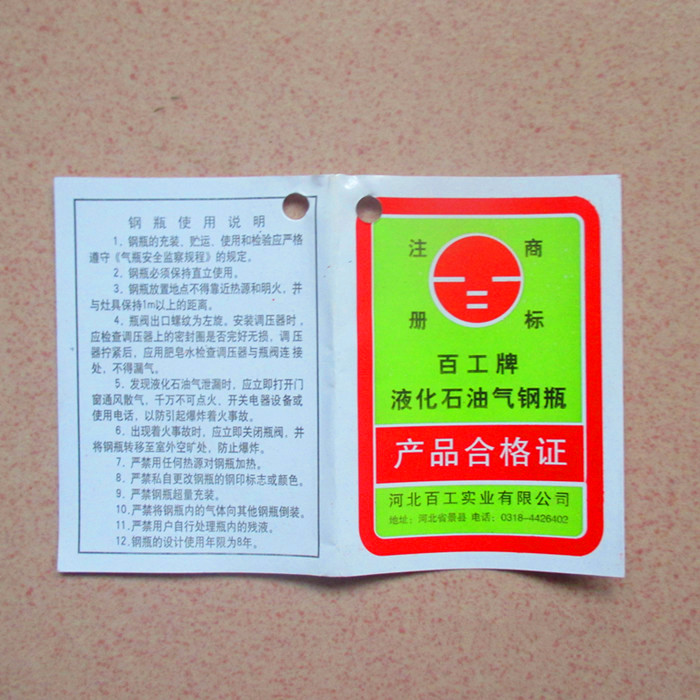 钢瓶使用说明
1、钢瓶的充装、贮运、使用和检验应严格
遵守《气瓶安全监察规程》的规定。
2、钢瓶必须保持直立使用。
3、钢瓶放置地点不得靠近热源和明火，并
与灶具保持1m以上的距离。
4、瓶阀出口螺纹为左旋，安装调压器时，
应检查调压器上的密封圈是否完好无损，调压
器拧紧后，应用肥皂水检查调压器与瓶阀连接
处，不得漏气。
5、发现液化石油气泄漏时，应立即打开门
窗通风散气，千万不可点火，开关电器设备或
使用电话，以防引起爆炸着火事故。
6、出现着火事故时，应立即关闭瓶阀，并
将钢瓶转移至室外空旷处，防止爆炸。
7、严禁用任何热源对钢瓶加热。
8、严禁私自更改钢瓶的钢印标志或颜色。
9、严禁钢瓶超量充装。
10、严禁将钢瓶内的气体向其他钢瓶倒装。
11、严禁用户自行处理瓶内的残液。
12、钢瓶的设计使用年限为8年。
注册
商标
百工牌
液化石油气钢瓶
产品合格证
河北百工实业有限公司
地址：河北省景县 电话：0318-4426402